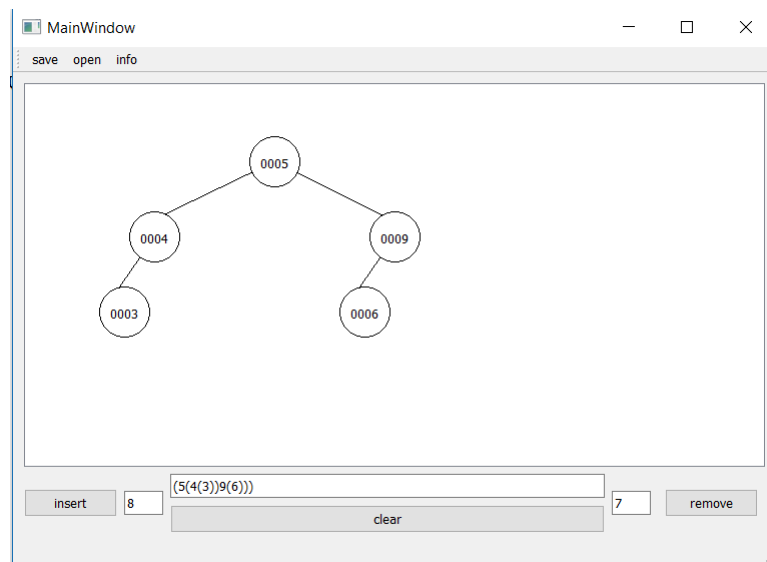 MainWindow
save open info
0005
0004 0009
0003 0006
(5(4(3))9(6)))
insert 8 7 remove
clear